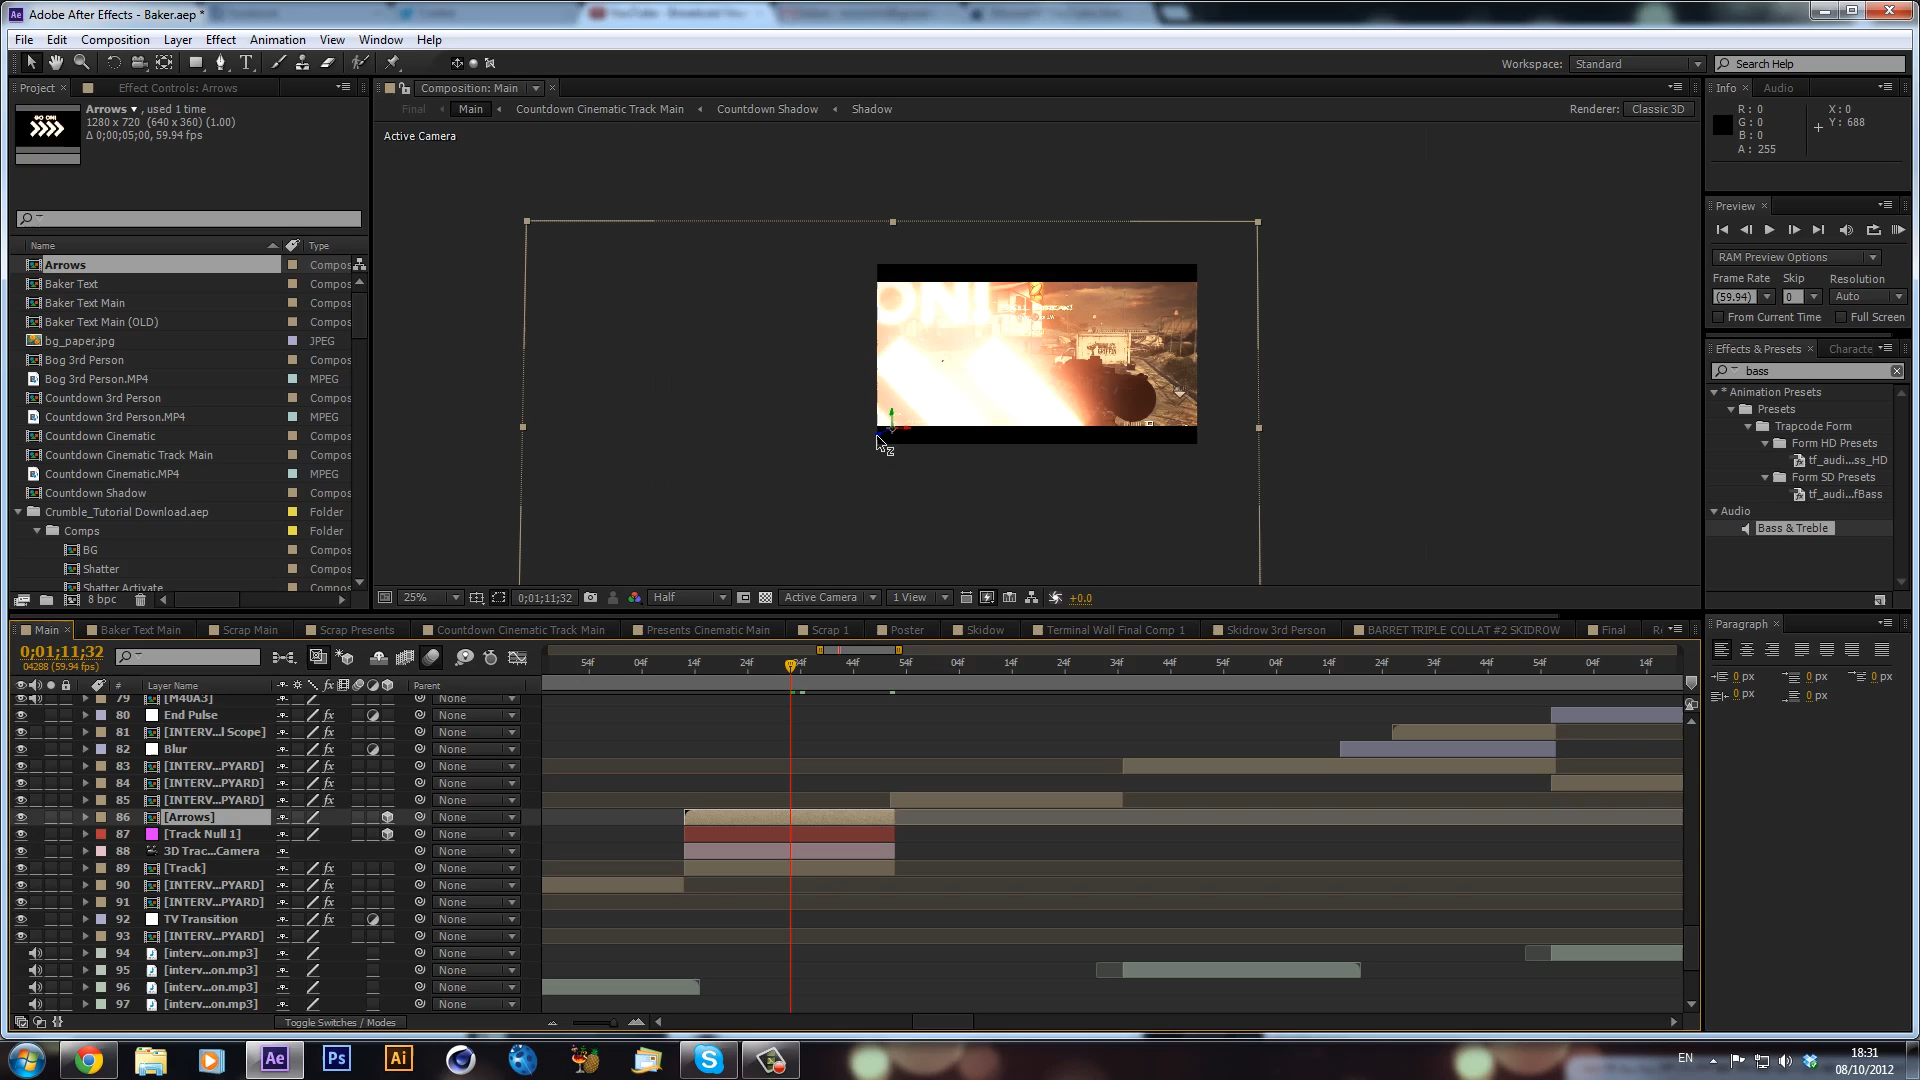 Adobe After Effects - Baker.aep *
File Edit Composition Layer Effect Animation View Window Help
Workspace: Standard
Search Help
Project × Effect Controls: Arrows
Arrows ▾ , used 1 time
1280 x 720 (640 x 360) (1.00)
Δ 0;00;05;00, 59.94 fps
GO ON!
Name Type
Arrows Compos
Baker Text Compos
Baker Text Main Compos
Baker Text Main (OLD) Compos
bg_paper.jpg JPEG
Bog 3rd Person Compos
Bog 3rd Person.MP4 MPEG
Countdown 3rd Person Compos
Countdown 3rd Person.MP4 MPEG
Countdown Cinematic Compos
Countdown Cinematic Track Main Compos
Countdown Cinematic.MP4 MPEG
Countdown Shadow Compos
Crumble_Tutorial Download.aep Folder
Comps Folder
BG Compos
Shatter Compos
Shatter Activate Compos
8 bpc
Composition: Main
Final Main Countdown Cinematic Track Main Countdown Shadow Shadow
Renderer: Classic 3D
Active Camera
ON!
25% 0;01;11;32 Half Active Camera 1 View +0.0
Info × Audio
R : 0 X : 0
G : 0 Y : 688
B : 0
A : 255
Preview ×
RAM Preview Options
Frame Rate Skip Resolution
(59.94) 0 Auto
From Current Time Full Screen
Effects & Presets × Characte
bass
* Animation Presets
Presets
Trapcode Form
Form HD Presets
tf_audi...ss_HD
Form SD Presets
tf_audi...fBass
Audio
Bass & Treble
Paragraph ×
0 px 0 px 0 px
0 px 0 px
Main × Baker Text Main Scrap Main Scrap Presents Countdown Cinematic Track Main Presents Cinematic Main Scrap 1 Poster Skidow Terminal Wall Final Comp 1 Skidrow 3rd Person BARRET TRIPLE COLLAT #2 SKIDROW Final
0;01;11;32
04288 (59.94 fps)
54f 04f 14f 24f 34f 44f 54f 04f 14f 24f 34f 44f 54f 04f 14f 24f 34f 44f 54f 04f 14f
# Layer Name Parent
79 [M40A3] None
80 End Pulse None
81 [INTERV...l Scope] None
82 Blur None
83 [INTERV...PYARD] None
84 [INTERV...PYARD] None
85 [INTERV...PYARD] None
86 [Arrows] None
87 [Track Null 1] None
88 3D Trac...Camera None
89 [Track] None
90 [INTERV...PYARD] None
91 [INTERV...PYARD] None
92 TV Transition None
93 [INTERV...PYARD] None
94 [interv...on.mp3] None
95 [interv...on.mp3] None
96 [interv...on.mp3] None
97 [interv...on.mp3] None
Toggle Switches / Modes
Ae Ps Ai
EN
18:31
08/10/2012